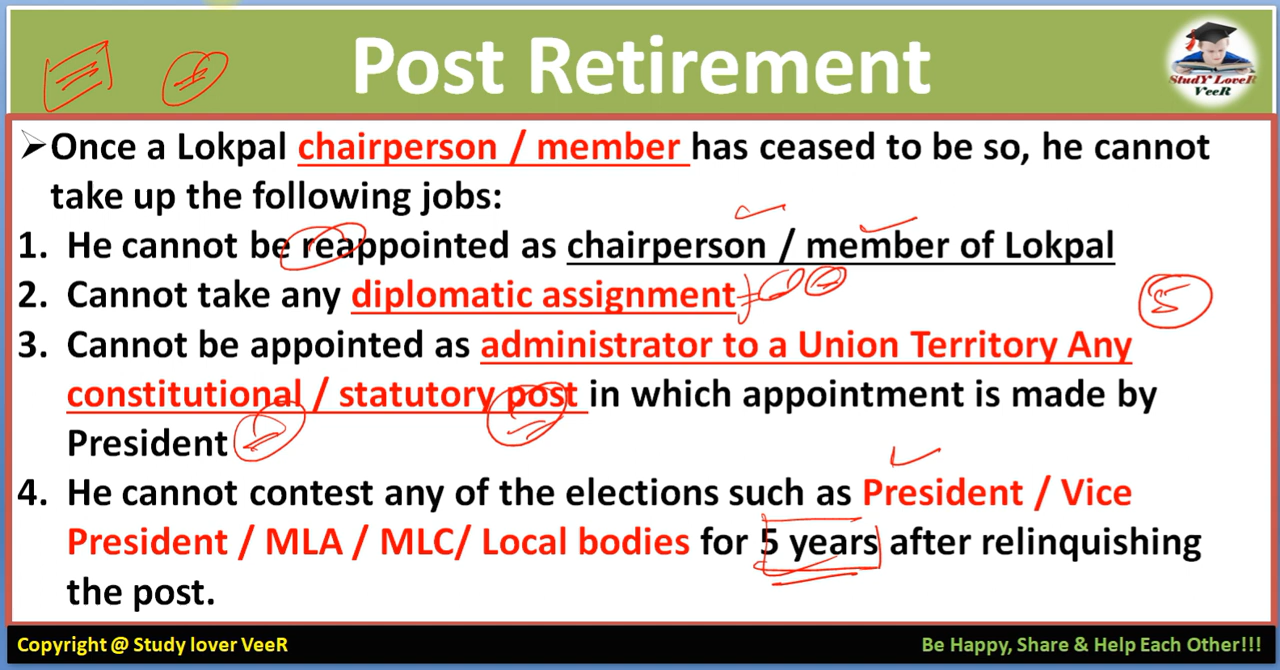 Post Retirement
StudY LoveR
VeeR
➢Once a Lokpal chairperson / member has ceased to be so, he cannot
take up the following jobs:
1. He cannot be reappointed as chairperson / member of Lokpal
2. Cannot take any diplomatic assignment
5
3. Cannot be appointed as administrator to a Union Territory Any
constitutional / statutory post in which appointment is made by
President
4. He cannot contest any of the elections such as President / Vice
President / MLA / MLC/ Local bodies for 5 years after relinquishing
the post.
Copyright @ Study lover VeeR
Be Happy, Share & Help Each Other!!!